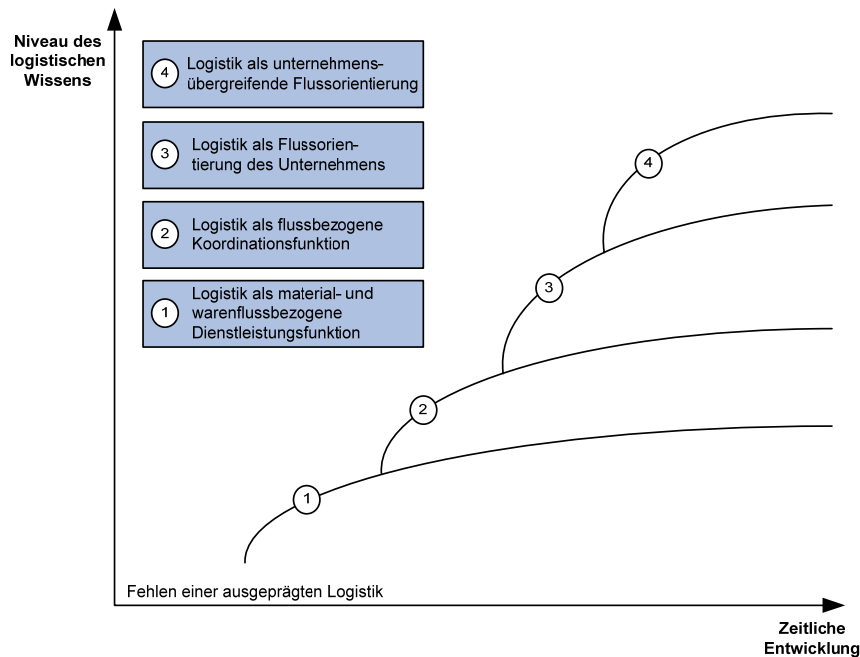 Niveau des
logistischen
Wissens
4
Logistik als unternehmens-
übergreifende Flussorientierung
3
Logistik als Flussorien-
tierung des Unternehmens
2
Logistik als flussbezogene
Koordinationsfunktion
1
Logistik als material- und
warenflussbezogene
Dienstleistungsfunktion
4
3
2
1
Fehlen einer ausgeprägten Logistik
Zeitliche
Entwicklung